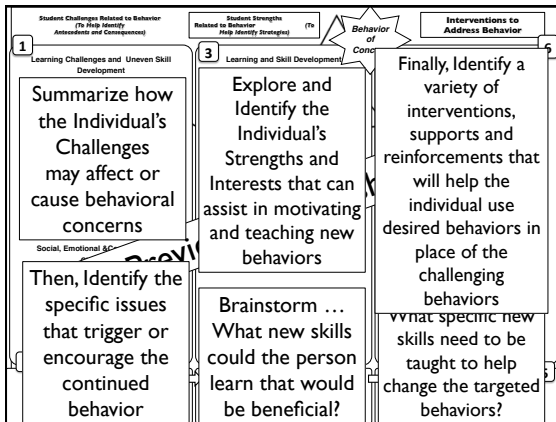 Student Challenges Related to Behavior
(To Help Identify
Antecedents and Consequences)
1
Learning Challenges and Uneven Skill
Development
Summarize how
the Individual's
Challenges
may affect or
cause behavioral
concerns
Social, Emotional &
Then, Identify the
specific issues
that trigger or
encourage the
continued
behavior
Student Strengths
Related to Behavior (To
Help Identify Strategies)
3
Learning and Skill Development
Explore and
Identify the
Individual's
Strengths and
Interests that can
assist in motivating
and teaching new
behaviors
Brainstorm …
What new skills
could the person
learn that would
be beneficial?
Behavior
of
Interventions to
Address Behavior
6
Finally, Identify a
variety of
interventions,
supports and
reinforcements that
will help the
individual use
desired behaviors in
place of the
challenging
behaviors
What specific new
skills need to be
taught to help
change the targeted
behaviors?